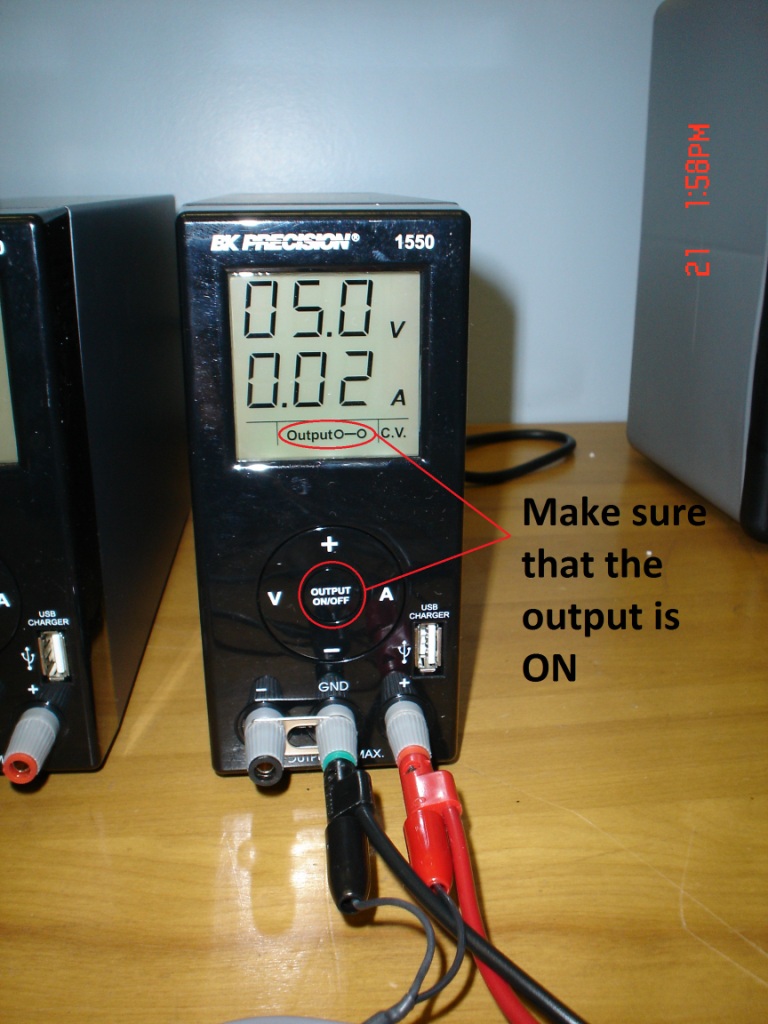 BK PRECISION® 1550
05.0 V
0.02 A
Output C.V.
+
V OUTPUT ON/OFF A
−
USB
CHARGER
− GND +
MAX.
A
USB
CHARGER
+
Make sure
that the
output is
ON
21 1:58PM